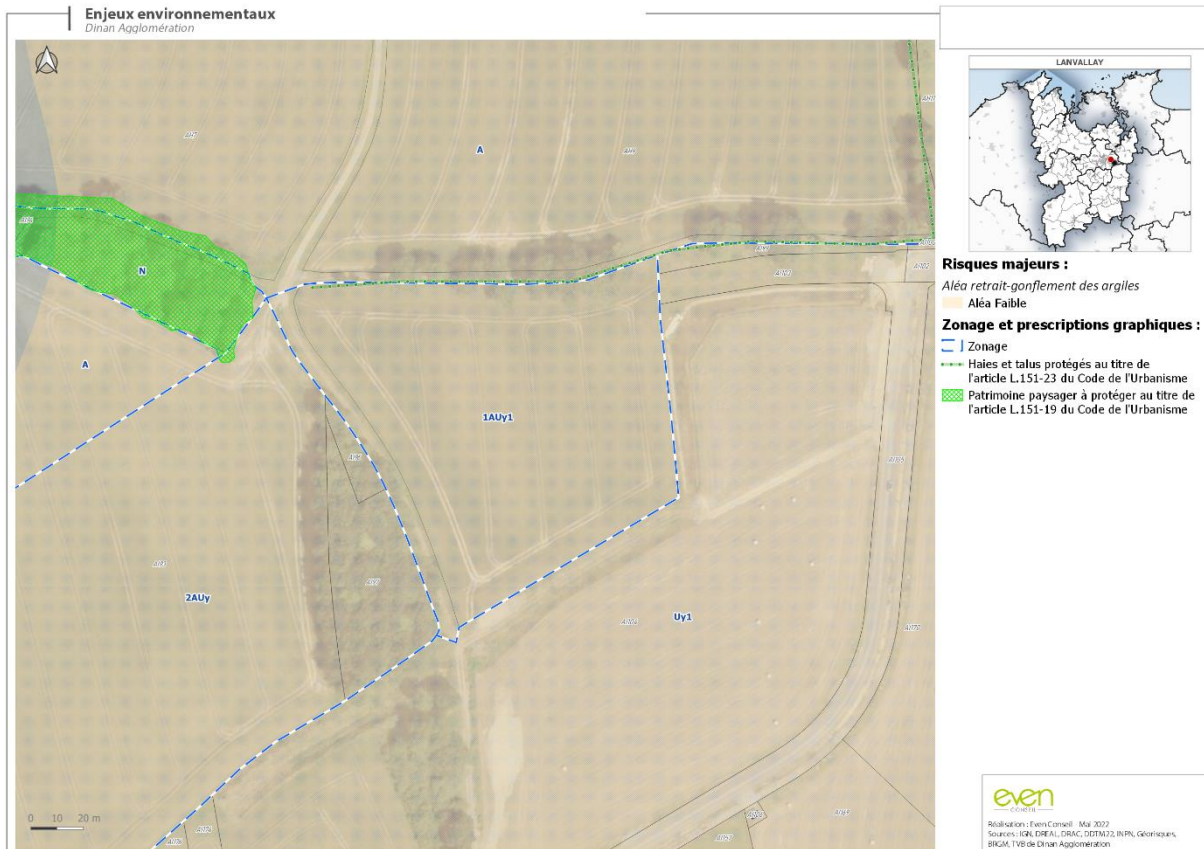 Enjeux environnementaux
Dinan Agglomération
LANVALLAY
Risques majeurs :
Aléa retrait-gonflement des argiles
Aléa Faible
Zonage et prescriptions graphiques :
Zonage
Haies et talus protégés au titre de
l'article L.151-23 du Code de l'Urbanisme
Patrimoine paysager à protéger au titre de
l'article L.151-19 du Code de l'Urbanisme
A
N
A
1AUy1
2AUy
Uy1
0 10 20 m
even
CONSEIL
Réalisation : Even Conseil - Mai 2022
Sources : IGN, DREAL, DRAC, DDTM22, INPN, Géorisques,
BRGM, TVB de Dinan Agglomération